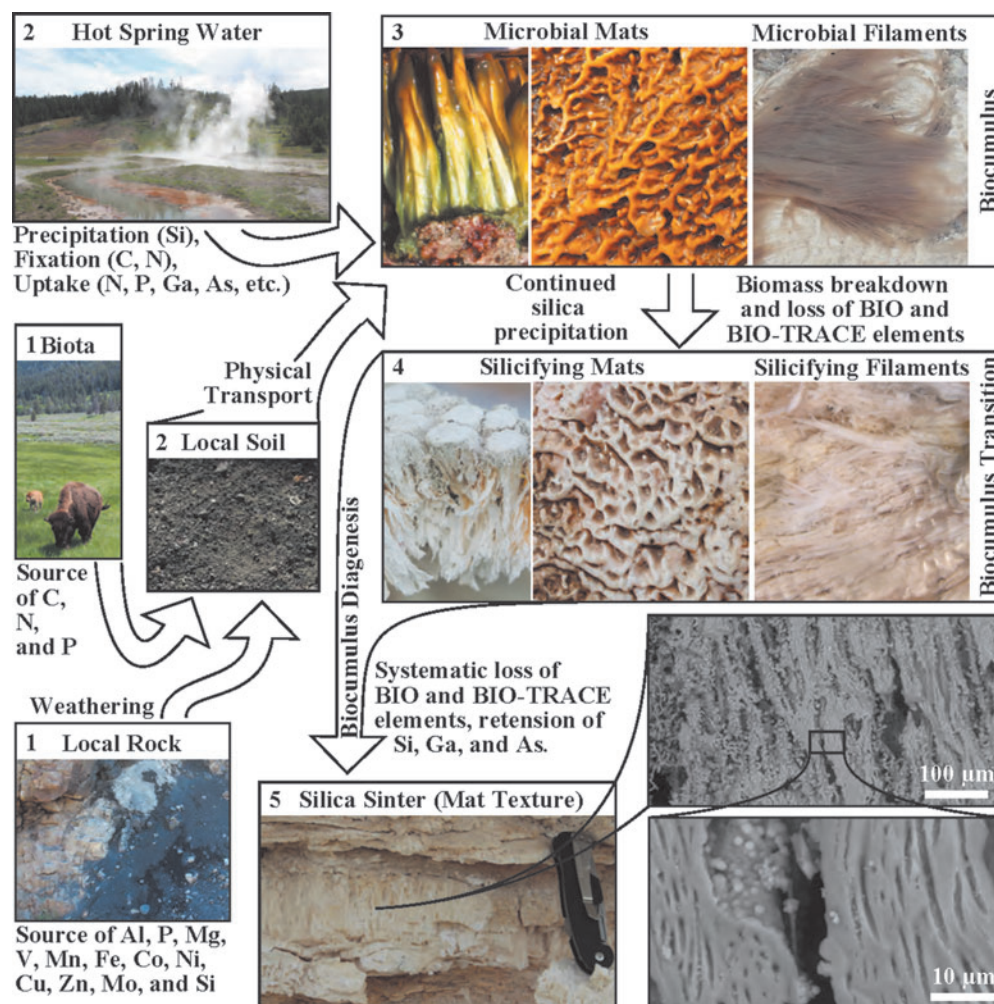 2 Hot Spring Water
Precipitation (Si),
Fixation (C, N),
Uptake (N, P, Ga, As, etc.)
3 Microbial Mats Microbial Filaments
Biocumulus
Continued
silica
precipitation
Biomass breakdown
and loss of BIO and
BIO-TRACE elements
1 Biota
Source
of C,
N,
and P
Physical
Transport
2 Local Soil
4 Silicifying Mats Silicifying Filaments
Biocumulus Transition
Biocumulus Diagenesis
Weathering
1 Local Rock
Source of Al, P, Mg,
V, Mn, Fe, Co, Ni,
Cu, Zn, Mo, and Si
Systematic loss of
BIO and BIO-TRACE
elements, retension of
Si, Ga, and As.
5 Silica Sinter (Mat Texture)
100 µm
10 µm